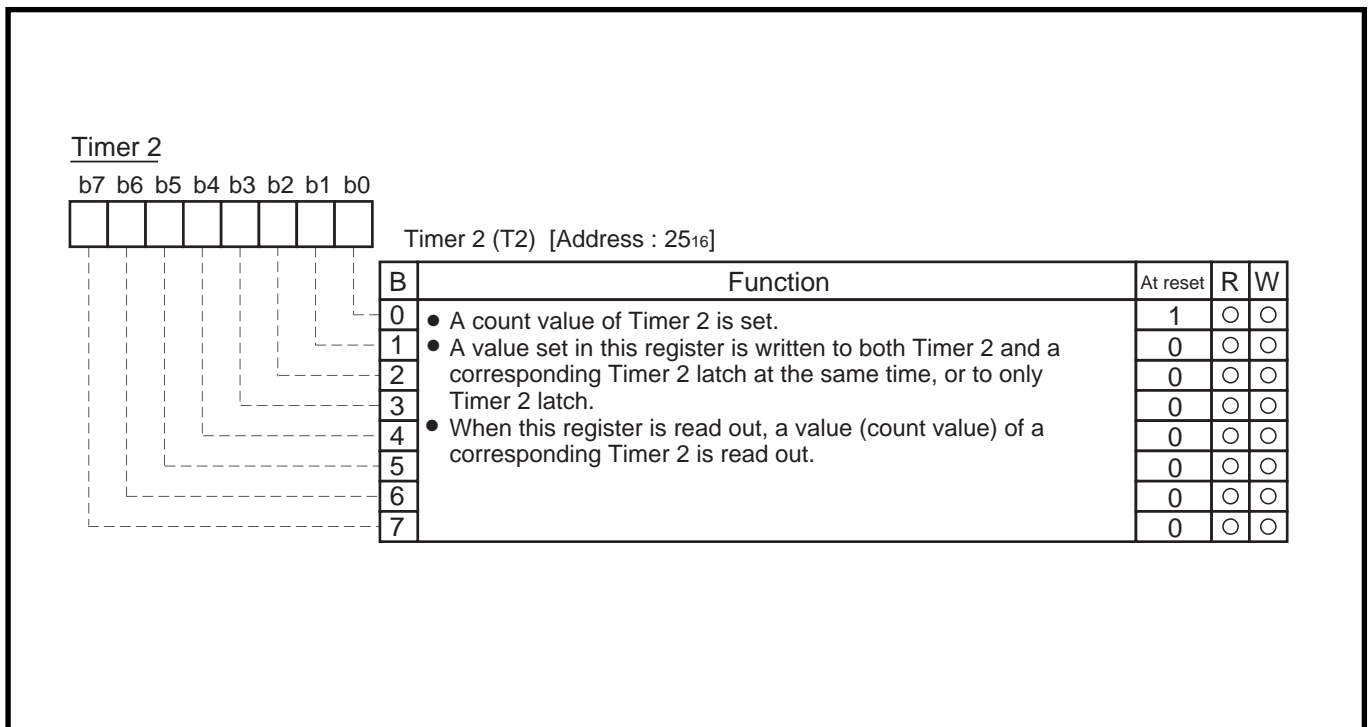 Timer 2
b7 b6 b5 b4 b3 b2 b1 b0
Timer 2 (T2) [Address : 25₁₆]
B Function At reset R W
0 ● A count value of Timer 2 is set. 1 ○ ○
1 ● A value set in this register is written to both Timer 2 and a 0 ○ ○
2 corresponding Timer 2 latch at the same time, or to only 0 ○ ○
3 Timer 2 latch. 0 ○ ○
4 ● When this register is read out, a value (count value) of a 0 ○ ○
5 corresponding Timer 2 is read out. 0 ○ ○
6 0 ○ ○
7 0 ○ ○